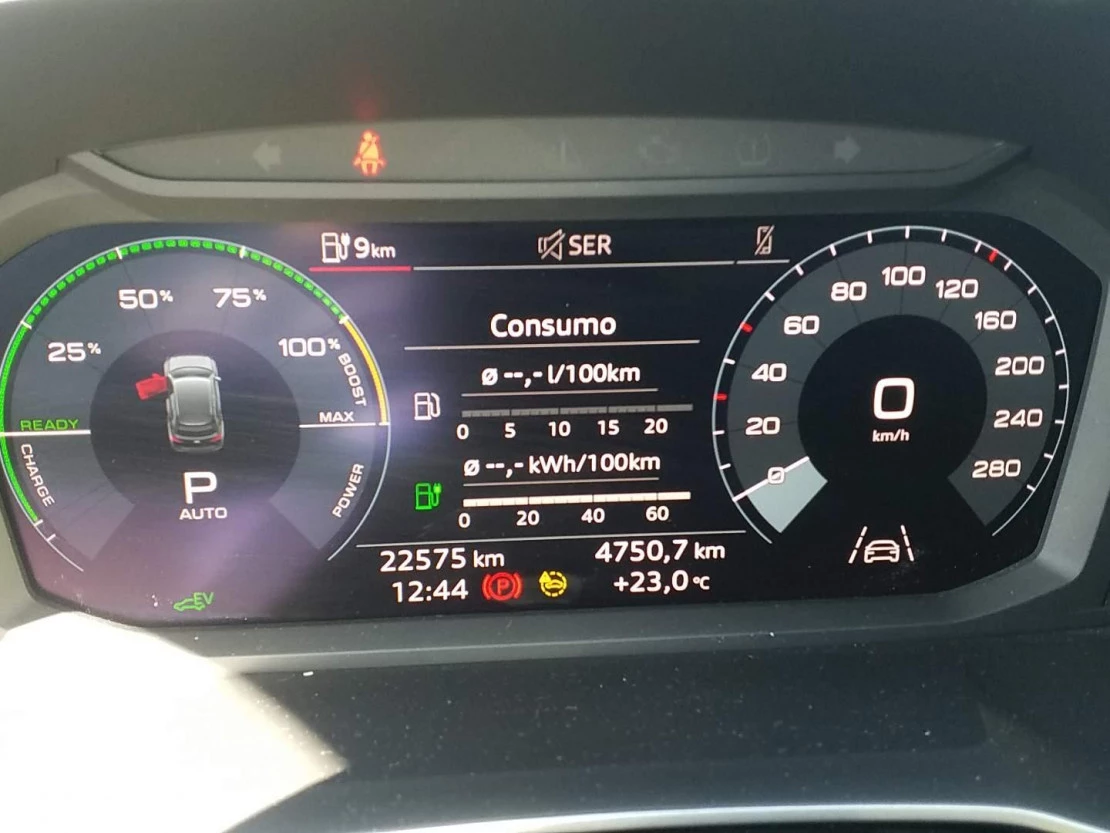 9 km
SER
50%
75%
25%
100%
BOOST
READY
MAX
CHARGE
POWER
P
AUTO
EV
Consumo
ø --,- l/100km
0 5 10 15 20
ø --,- kWh/100km
0 20 40 60
22575 km
4750,7 km
12:44
P
+23,0 °C
0
20
40
60
80
100
120
160
200
240
280
0
km/h